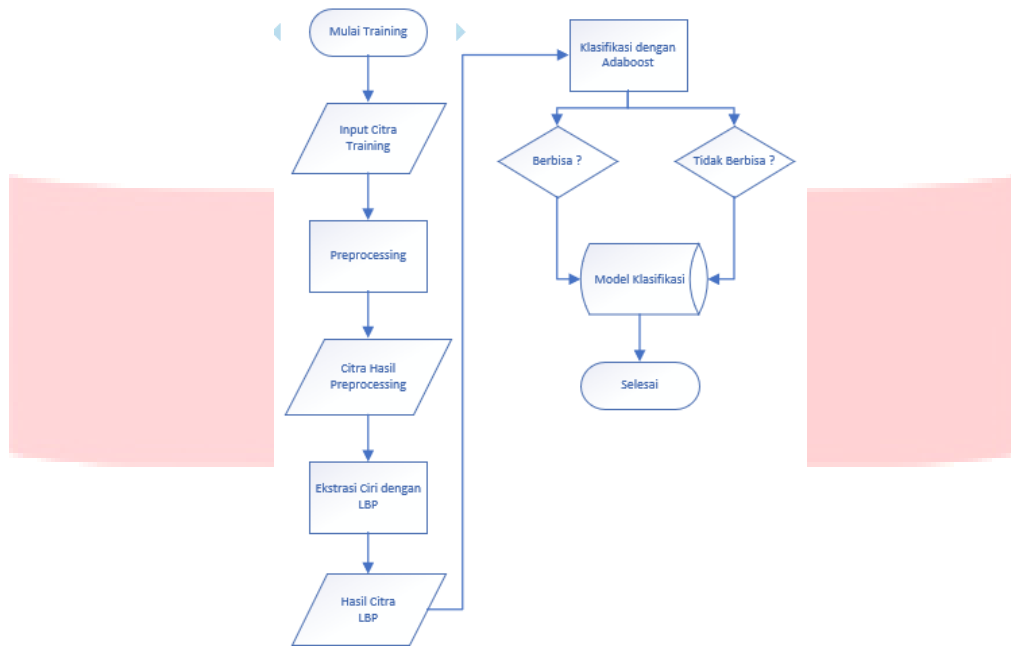 Mulai Training
Input Citra
Training
Preprocessing
Citra Hasil
Preprocessing
Ekstrasi Ciri dengan
LBP
Hasil Citra
LBP
Klasifikasi dengan
Adaboost
Berbisa ?
Tidak Berbisa ?
Model Klasifikasi
Selesai